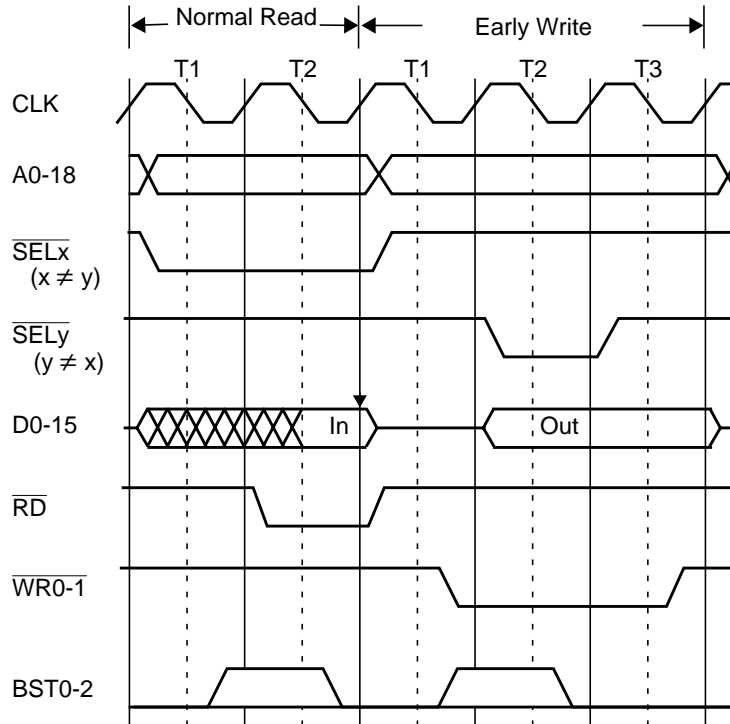 Normal Read Early Write
T1 T2 T1 T2 T3
CLK
A0-18
SELx
(x ≠ y)
SELy
(y ≠ x)
D0-15 In Out
RD
WR0-1
BST0-2